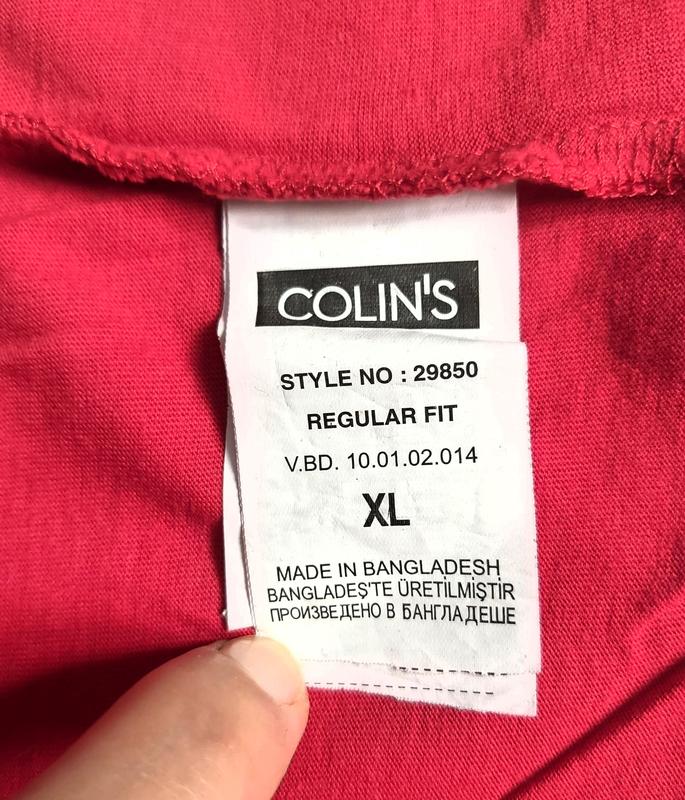 COLIN'S
STYLE NO : 29850
REGULAR FIT
V.BD. 10.01.02.014
XL
MADE IN BANGLADESH
BANGLADEŞ'TE ÜRETİLMİŞTİR
ПРОИЗВЕДЕНО В БАНГЛАДЕШЕ